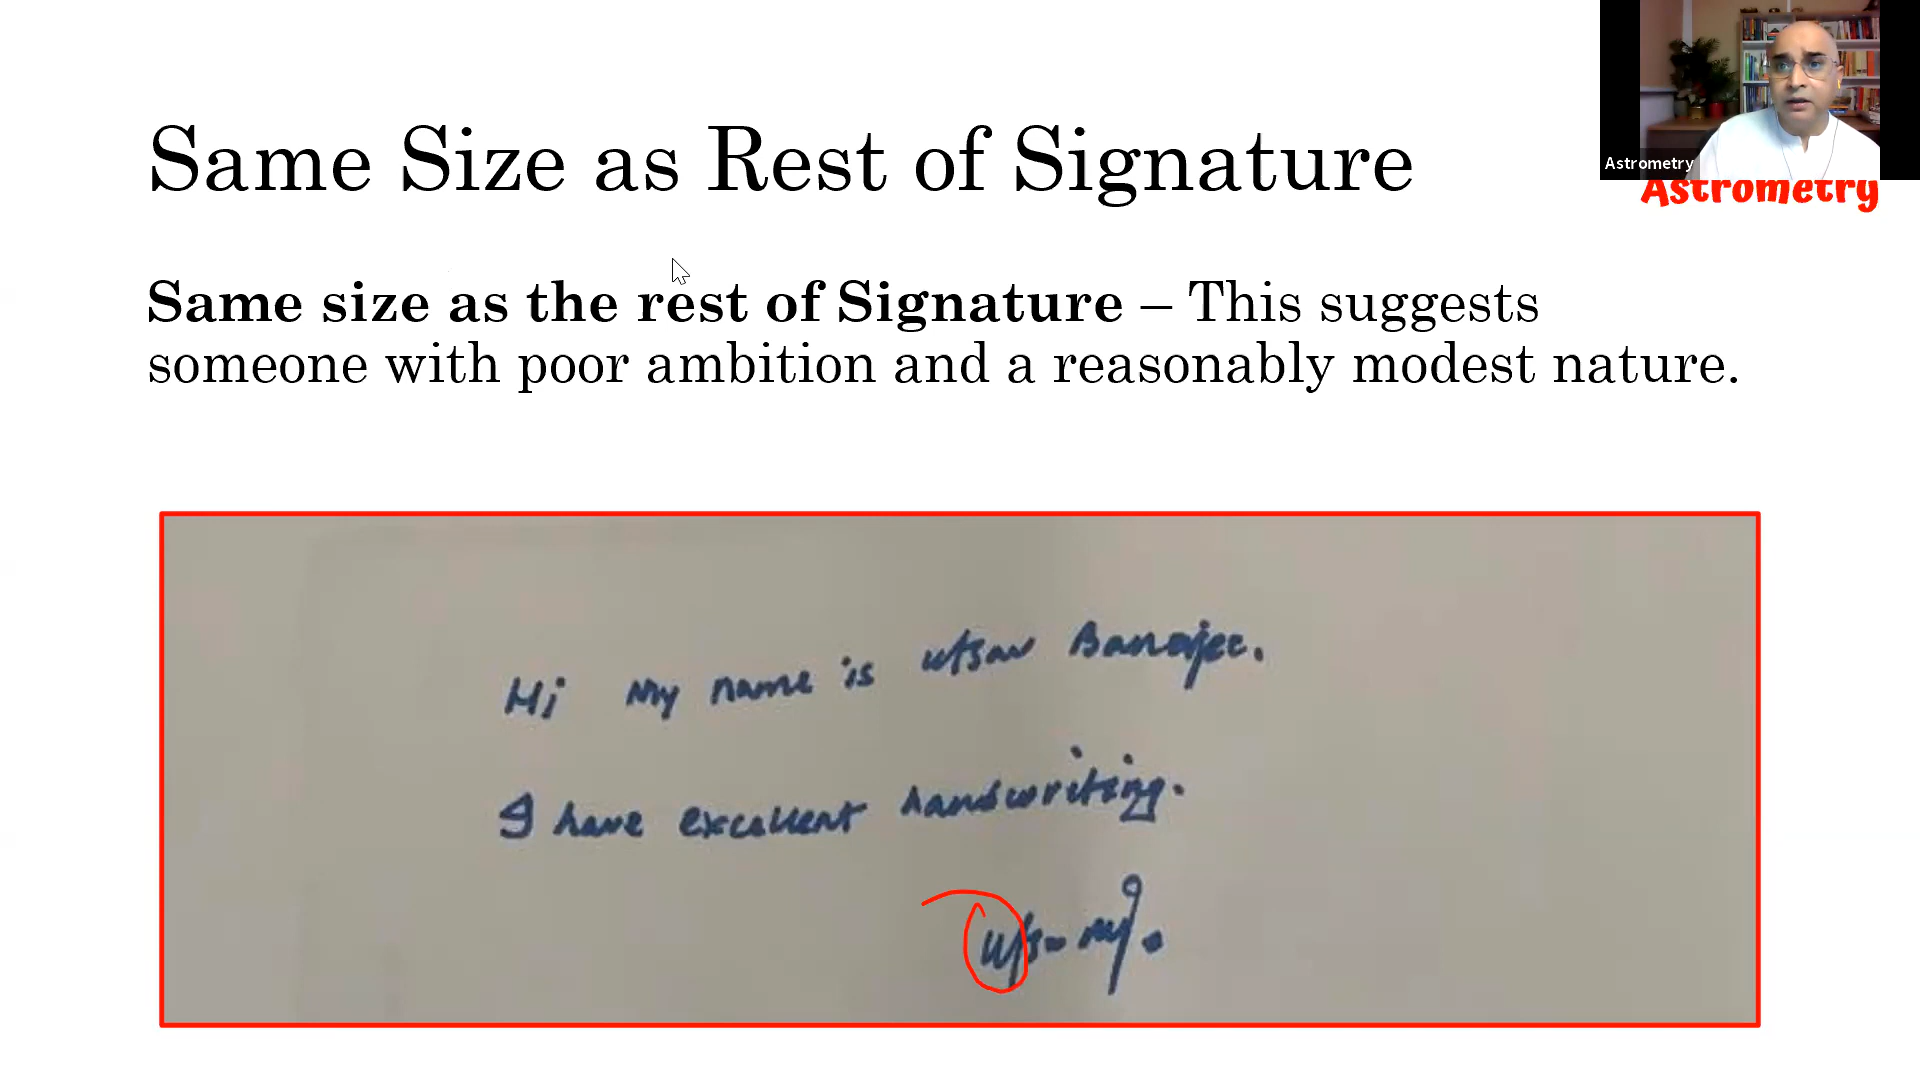 Astrometry
Astrometry
Same Size as Rest of Signature
Same size as the rest of Signature – This suggests
someone with poor ambition and a reasonably modest nature.
Hi My name is Utsav Banerjee.
I have excellent handwriting.